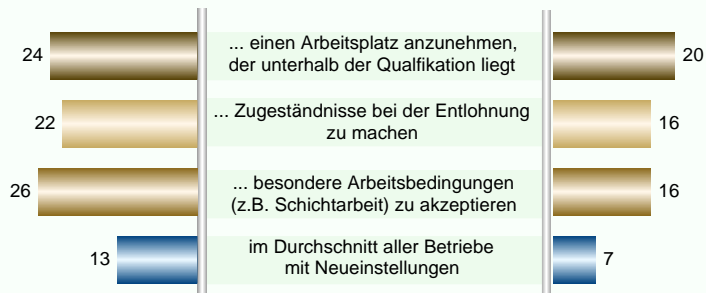 24
... einen Arbeitsplatz anzunehmen,
der unterhalb der Qualfikation liegt
20
22
... Zugeständnisse bei der Entlohnung
zu machen
16
26
... besondere Arbeitsbedingungen
(z.B. Schichtarbeit) zu akzeptieren
16
13
im Durchschnitt aller Betriebe
mit Neueinstellungen
7